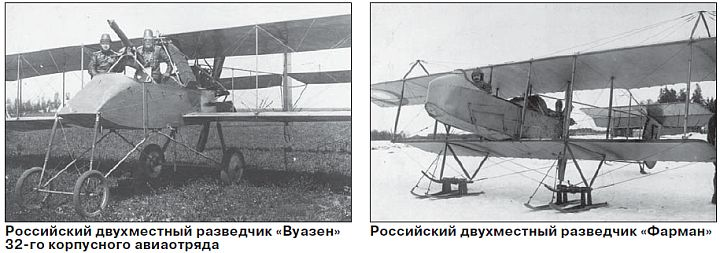 Российский двухместный разведчик «Вуазен»
32-го корпусного авиаотряда
Российский двухместный разведчик «Фарман»